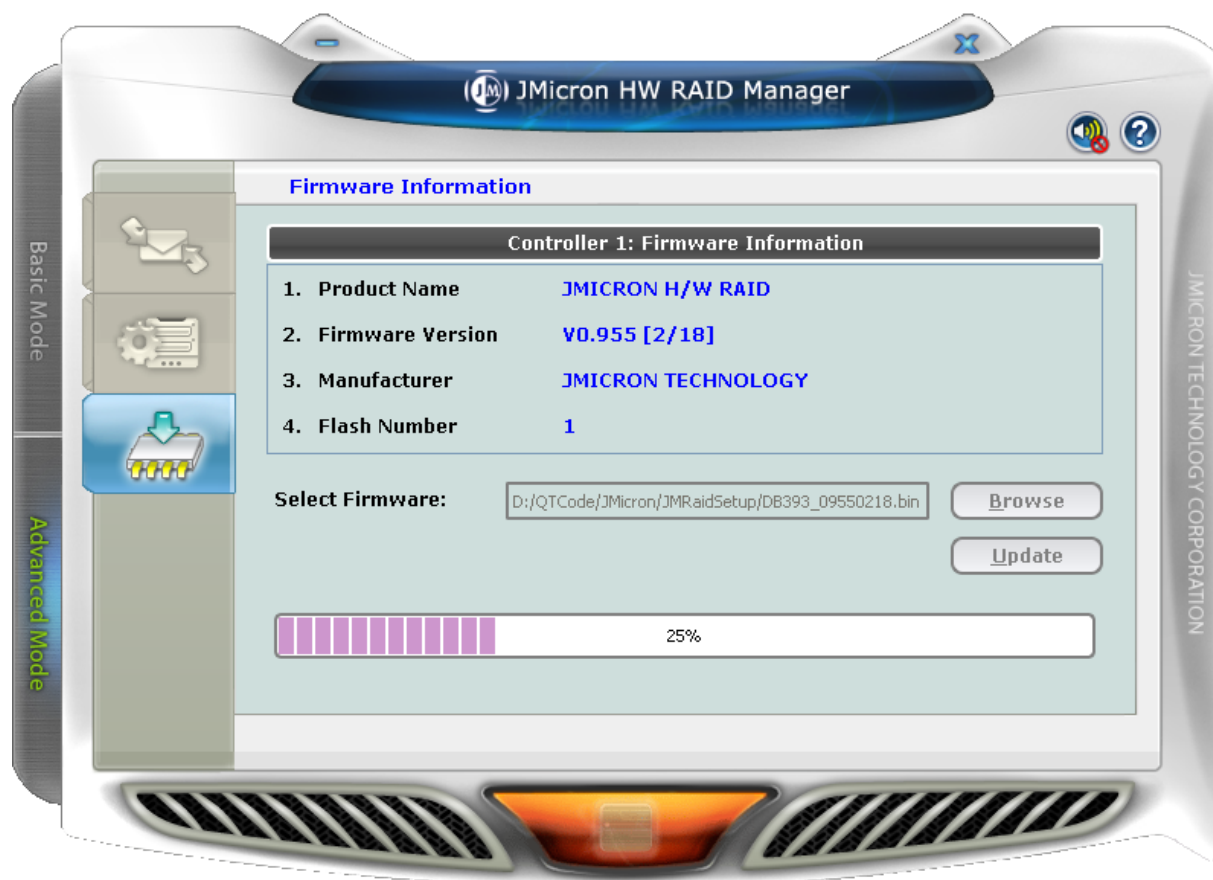 JM JMicron HW RAID Manager
Firmware Information
Controller 1: Firmware Information
1. Product Name JMICRON H/W RAID
2. Firmware Version V0.955 [2/18]
3. Manufacturer JMICRON TECHNOLOGY
4. Flash Number 1
Select Firmware: D:/QTCode/JMicron/JMRaidSetup/DB393_09550218.bin Browse
Update
25%
Basic Mode
Advanced Mode
JMICRON TECHNOLOGY CORPORATION